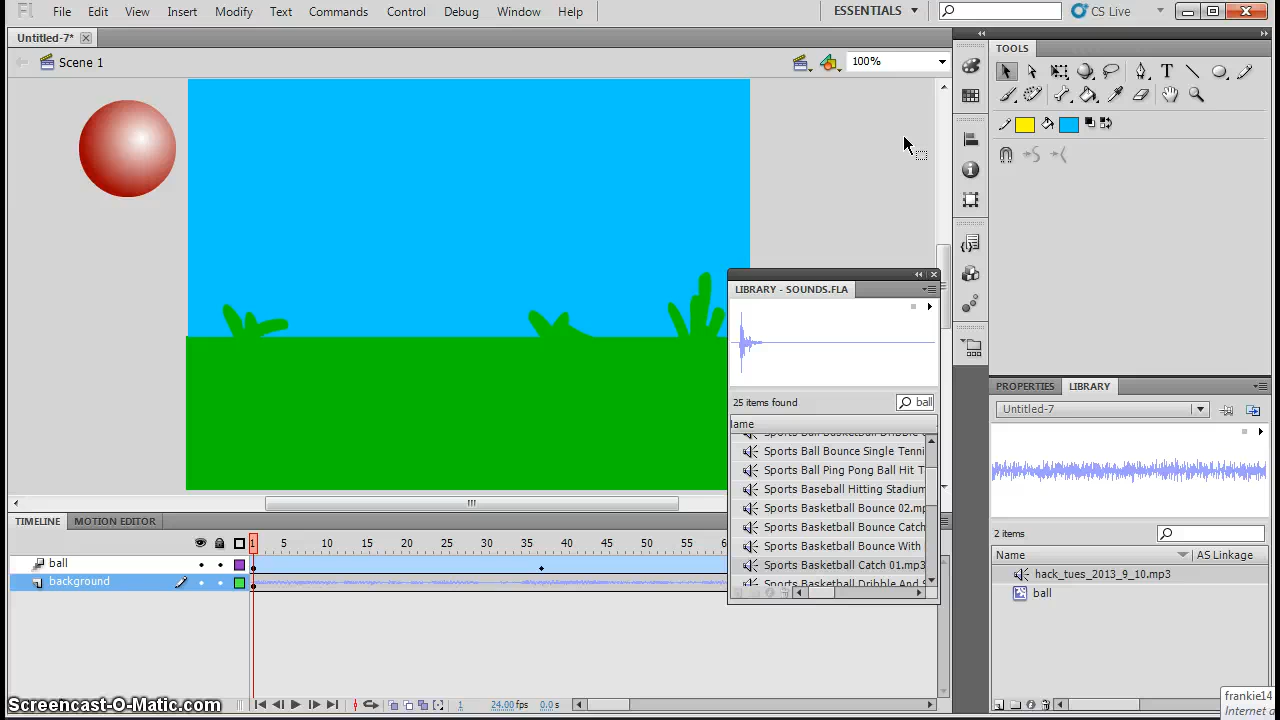 Fl File Edit View Insert Modify Text Commands Control Debug Window Help ESSENTIALS CS Live
Untitled-7*
Scene 1 100%
TOOLS
LIBRARY - SOUNDS.FLA
25 items found ball
Name
Sports Ball Basketball Dribble
Sports Ball Bounce Single Tenni
Sports Ball Ping Pong Ball Hit T
Sports Baseball Hitting Stadium
Sports Basketball Bounce 02.mp
Sports Basketball Bounce Catch
Sports Basketball Bounce With
Sports Basketball Catch 01.mp3
Sports Basketball Dribble And S
PROPERTIES LIBRARY
Untitled-7
2 items
Name AS Linkage
hack_tues_2013_9_10.mp3
ball
TIMELINE MOTION EDITOR
1 5 10 15 20 25 30 35 40 45 50 55 6
ball
background
1 24.00 fps 0.0 s
Screencast-O-Matic.com
frankie14
Internet a